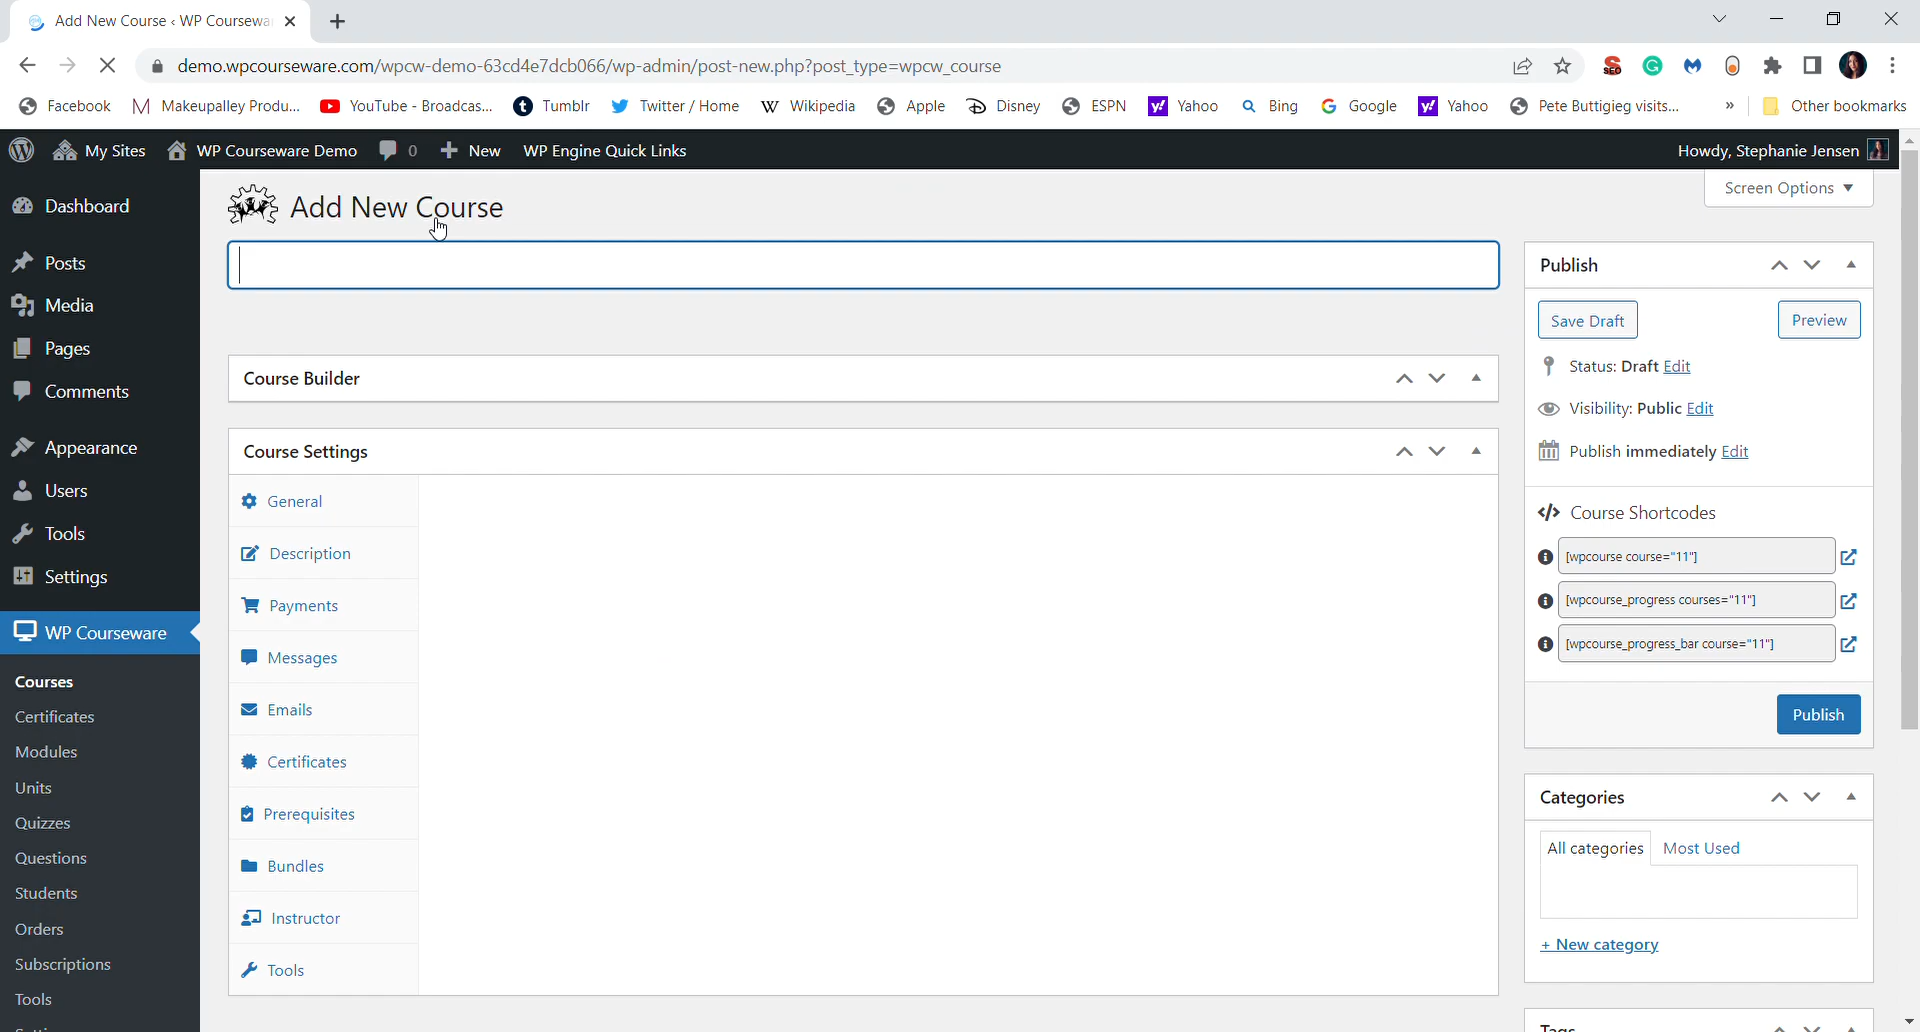 Add New Course ‹ WP Coursewa
demo.wpcourseware.com/wpcw-demo-63cd4e7dcb066/wp-admin/post-new.php?post_type=wpcw_course
Facebook Makeupalley Produ... YouTube - Broadcas... Tumblr Twitter / Home Wikipedia Apple Disney ESPN Yahoo Bing Google Yahoo Pete Buttigieg visits... » Other bookmarks
My Sites WP Courseware Demo 0 New WP Engine Quick Links Howdy, Stephanie Jensen
Screen Options
Add New Course
Dashboard
Posts
Media
Pages
Comments
Appearance
Users
Tools
Settings
WP Courseware
Courses
Certificates
Modules
Units
Quizzes
Questions
Students
Orders
Subscriptions
Tools
Course Builder
Course Settings
General
Description
Payments
Messages
Emails
Certificates
Prerequisites
Bundles
Instructor
Tools
Publish
Save Draft Preview
Status: Draft Edit
Visibility: Public Edit
Publish immediately Edit
</> Course Shortcodes
[wpcourse course="11"]
[wpcourse_progress courses="11"]
[wpcourse_progress_bar course="11"]
Publish
Categories
All categories Most Used
+ New category